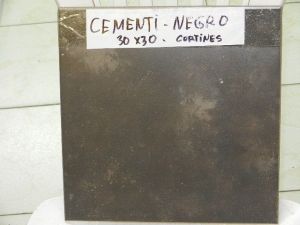 CEMENTI - NEGRO
30 x 30 . CORTINES